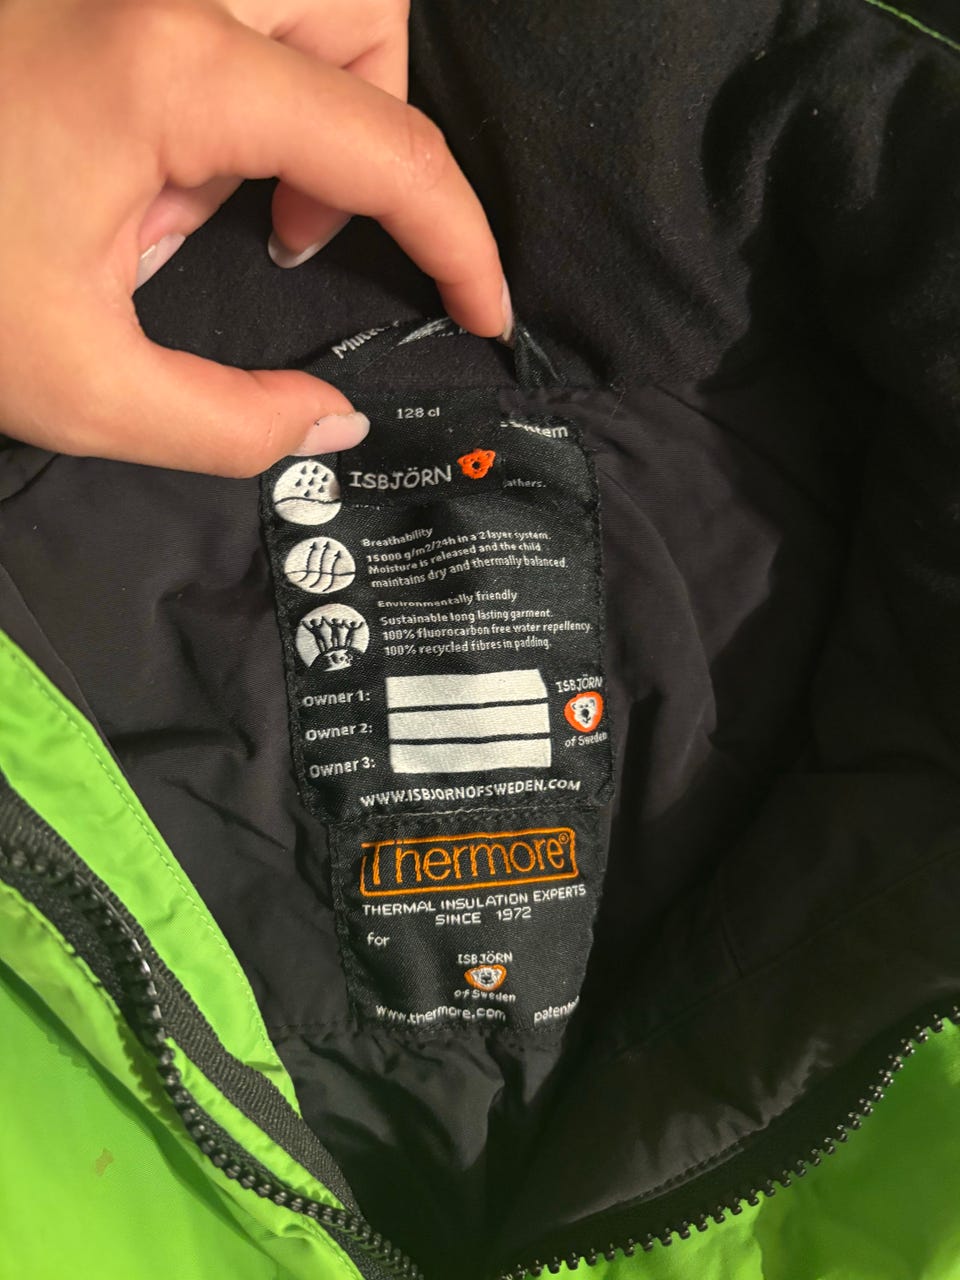 128 cl
ISBJÖRN
athers.
Breathability
15 000 g/m2/24h in a 2 layer system.
Moisture is released and the child
maintains dry and thermally balanced.
Environmentally friendly
Sustainable long lasting garment.
100% fluorocarbon free water repellency.
100% recycled fibres in padding.
Owner 1:
Owner 2:
Owner 3:
ISBJÖRN
of Sweden
WWW.ISBJORNOFSWEDEN.COM
Thermore®
THERMAL INSULATION EXPERTS
SINCE 1972
for
ISBJÖRN
of Sweden
www.thermore.com patente